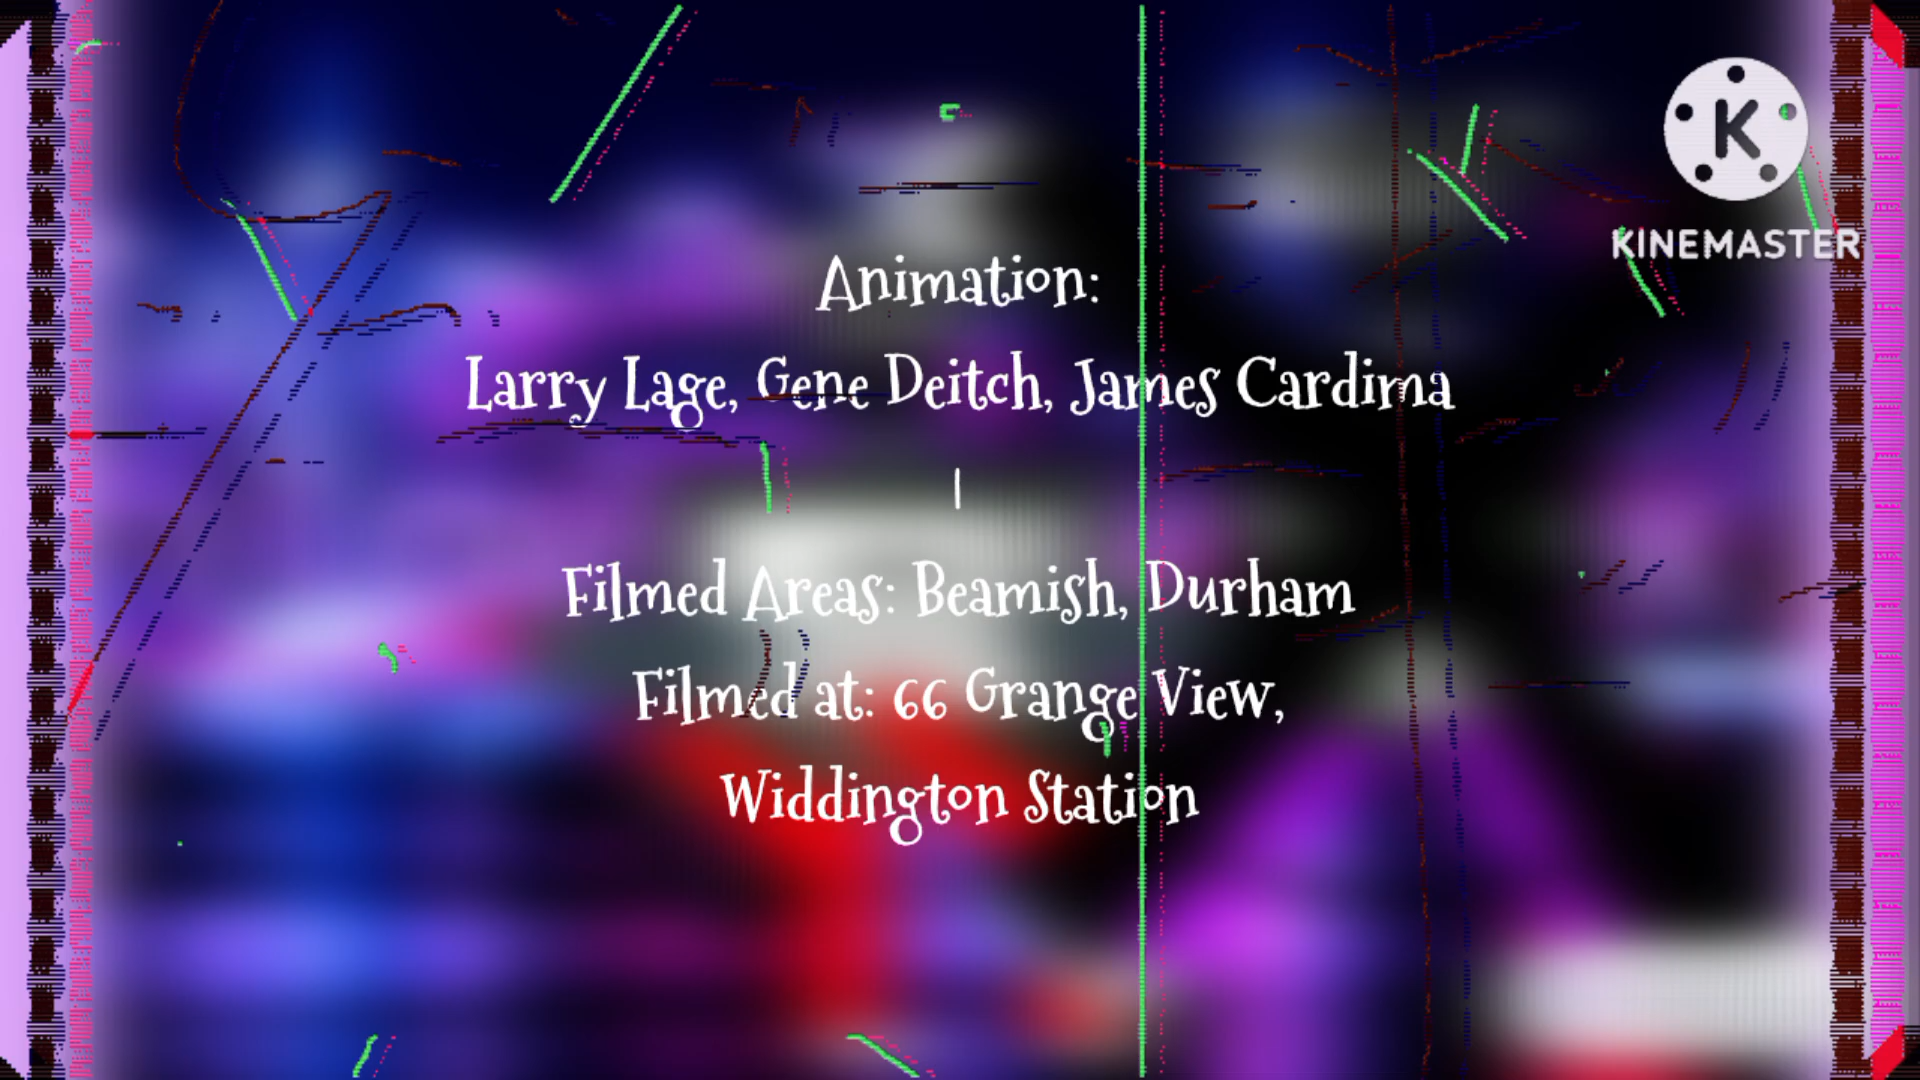 K
KINEMASTER
Animation:
Larry Lage, Gene Deitch, James Cardima
|
Filmed Areas: Beamish, Durham
Filmed at: 66 Grange View,
Widdington Station